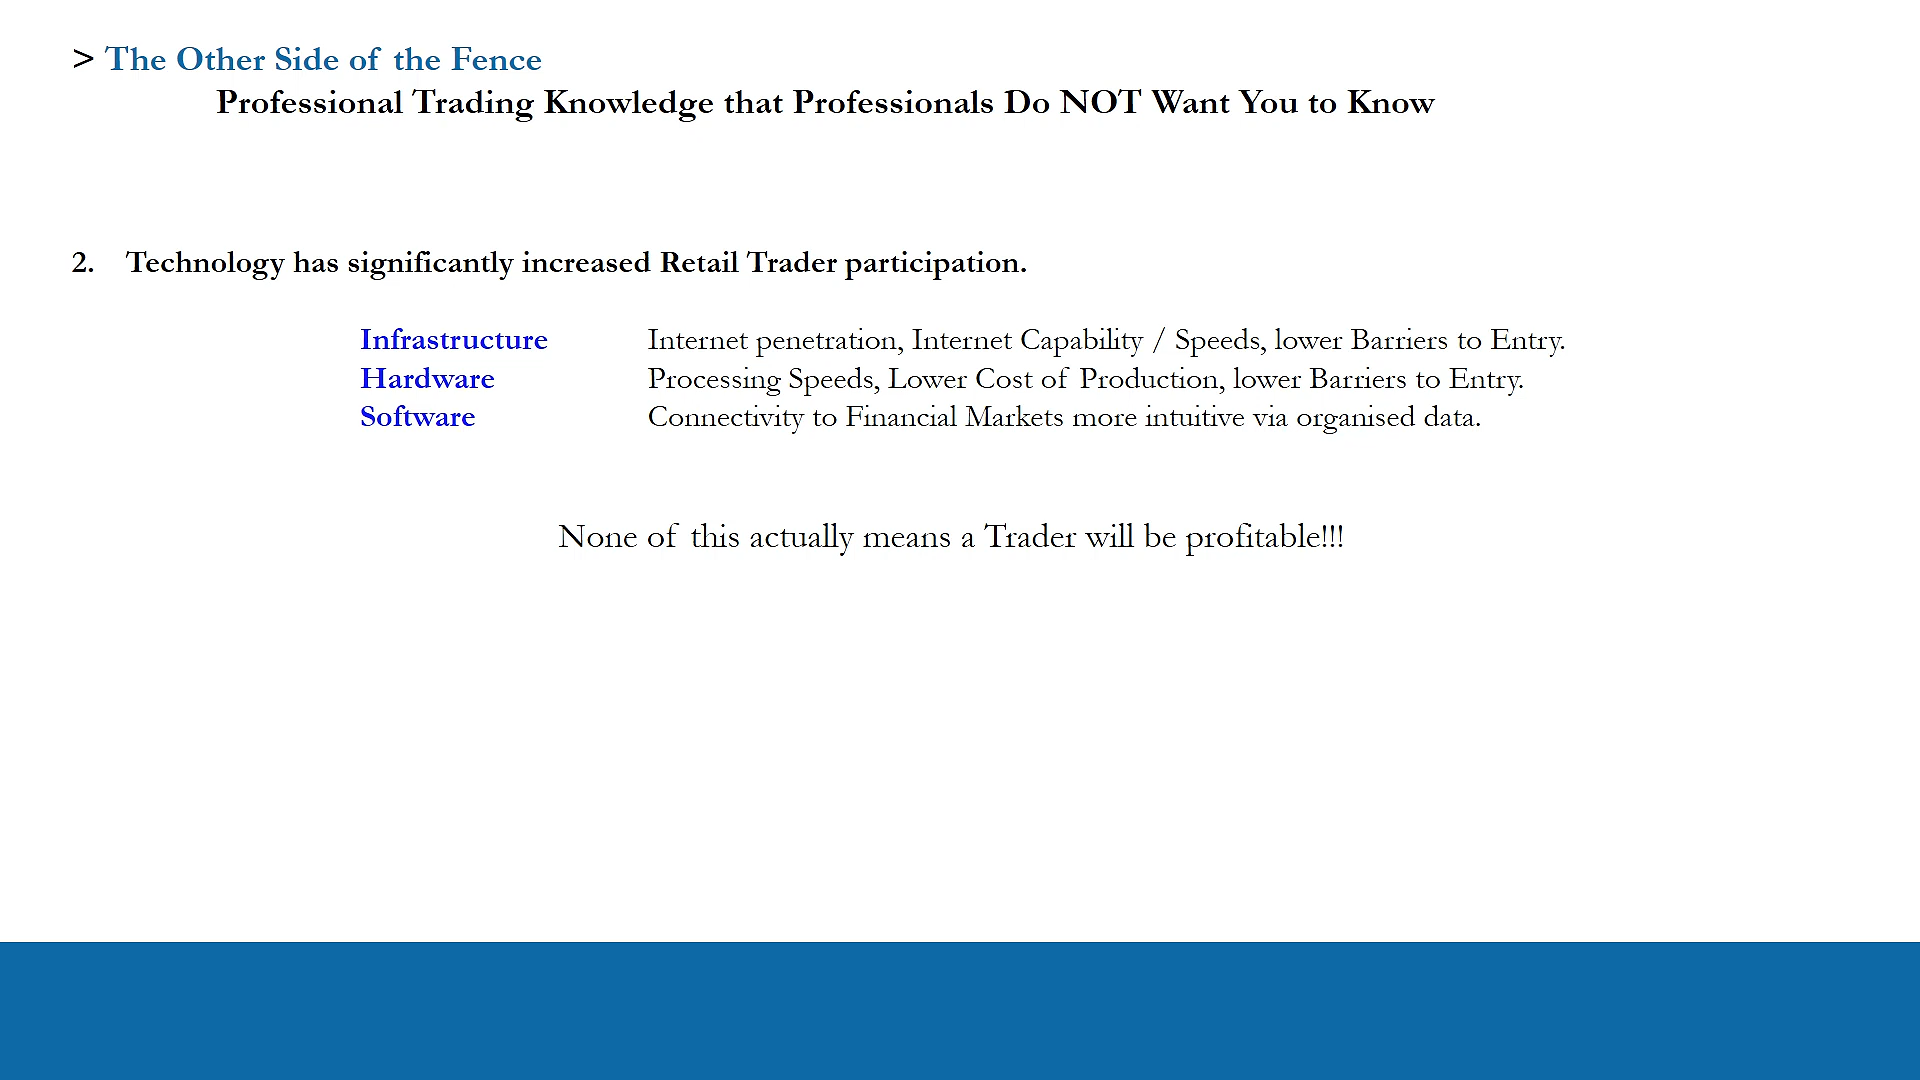 > The Other Side of the Fence
Professional Trading Knowledge that Professionals Do NOT Want You to Know
2. Technology has significantly increased Retail Trader participation.
Infrastructure Internet penetration, Internet Capability / Speeds, lower Barriers to Entry.
Hardware Processing Speeds, Lower Cost of Production, lower Barriers to Entry.
Software Connectivity to Financial Markets more intuitive via organised data.
None of this actually means a Trader will be profitable!!!